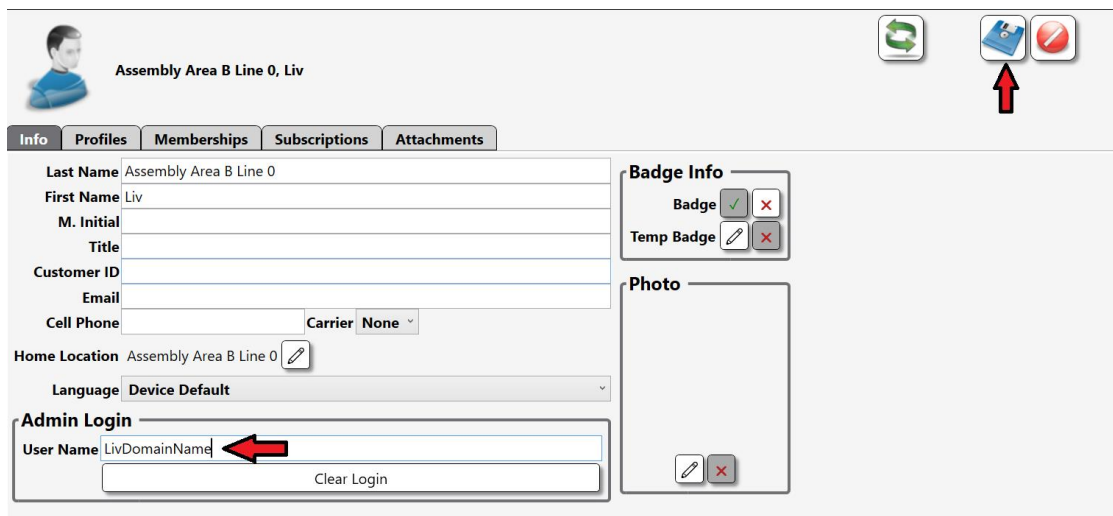 Assembly Area B Line 0, Liv
Info Profiles Memberships Subscriptions Attachments
Last Name Assembly Area B Line 0
First Name Liv
M. Initial
Title
Customer ID
Email
Cell Phone Carrier None
Home Location Assembly Area B Line 0
Language Device Default
Admin Login
User Name LivDomainName
Clear Login
Badge Info
Badge
Temp Badge
Photo